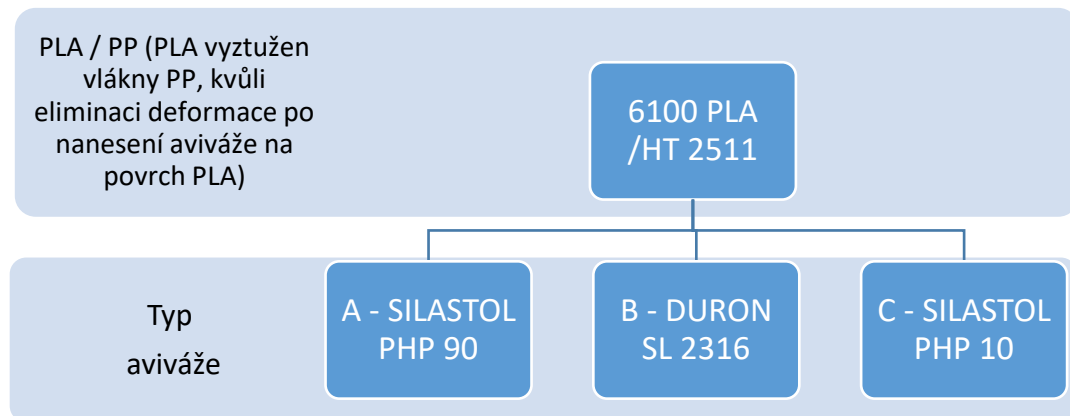 PLA / PP (PLA vyztužen
vlákny PP, kvůli
eliminaci deformace po
nanesení aviváže na
povrch PLA)
6100 PLA
/HT 2511
Typ
aviváže
A - SILASTOL
PHP 90
B - DURON
SL 2316
C - SILASTOL
PHP 10